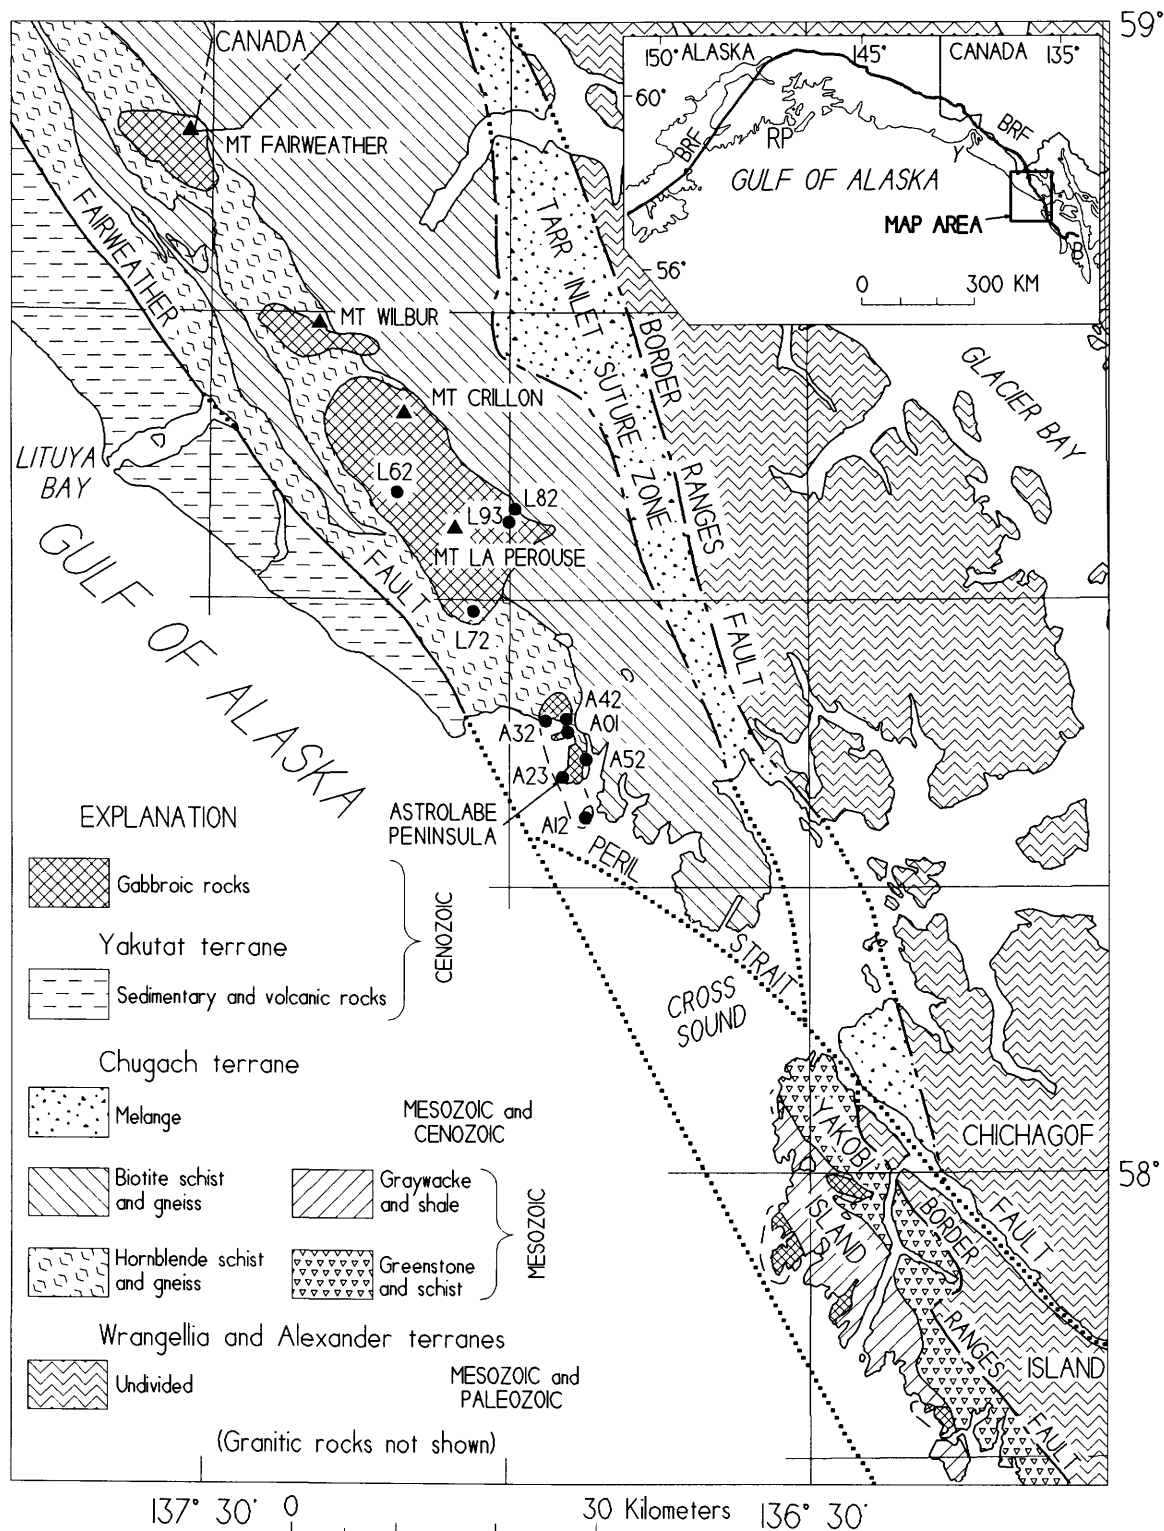 59°
CANADA
150°
ALASKA
145°
CANADA
135°
60°
BRF
RP
Y
BRF
GULF OF ALASKA
MAP AREA
56°
0 300 KM
MT FAIRWEATHER
FAIRWEATHER
FAULT
TARR INLET SUTURE ZONE
BORDER RANGES FAULT
MT WILBUR
MT CRILLON
GLACIER BAY
LITUYA
BAY
L62
L82
L93
MT LA PEROUSE
L72
GULF OF ALASKA
A42
A32
A01
A52
A23
A12
ASTROLABE
PENINSULA
PERIL STRAIT
FAULT
CROSS
SOUND
YAKOBI
ISLAND
CHICHAGOF
ISLAND
BORDER RANGES FAULT
58°
EXPLANATION
Gabbroic rocks
Yakutat terrane
Sedimentary and volcanic rocks
CENOZOIC
Chugach terrane
Melange
MESOZOIC and
CENOZOIC
Biotite schist
and gneiss
Graywacke
and shale
Hornblende schist
and gneiss
Greenstone
and schist
MESOZOIC
Wrangellia and Alexander terranes
Undivided
MESOZOIC and
PALEOZOIC
(Granitic rocks not shown)
137° 30'
0 30 Kilometers
136° 30'